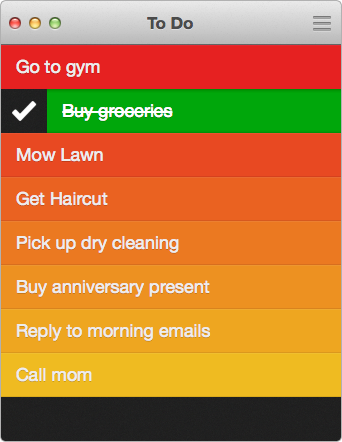 To Do
Go to gym
Buy groceries
Mow Lawn
Get Haircut
Pick up dry cleaning
Buy anniversary present
Reply to morning emails
Call mom